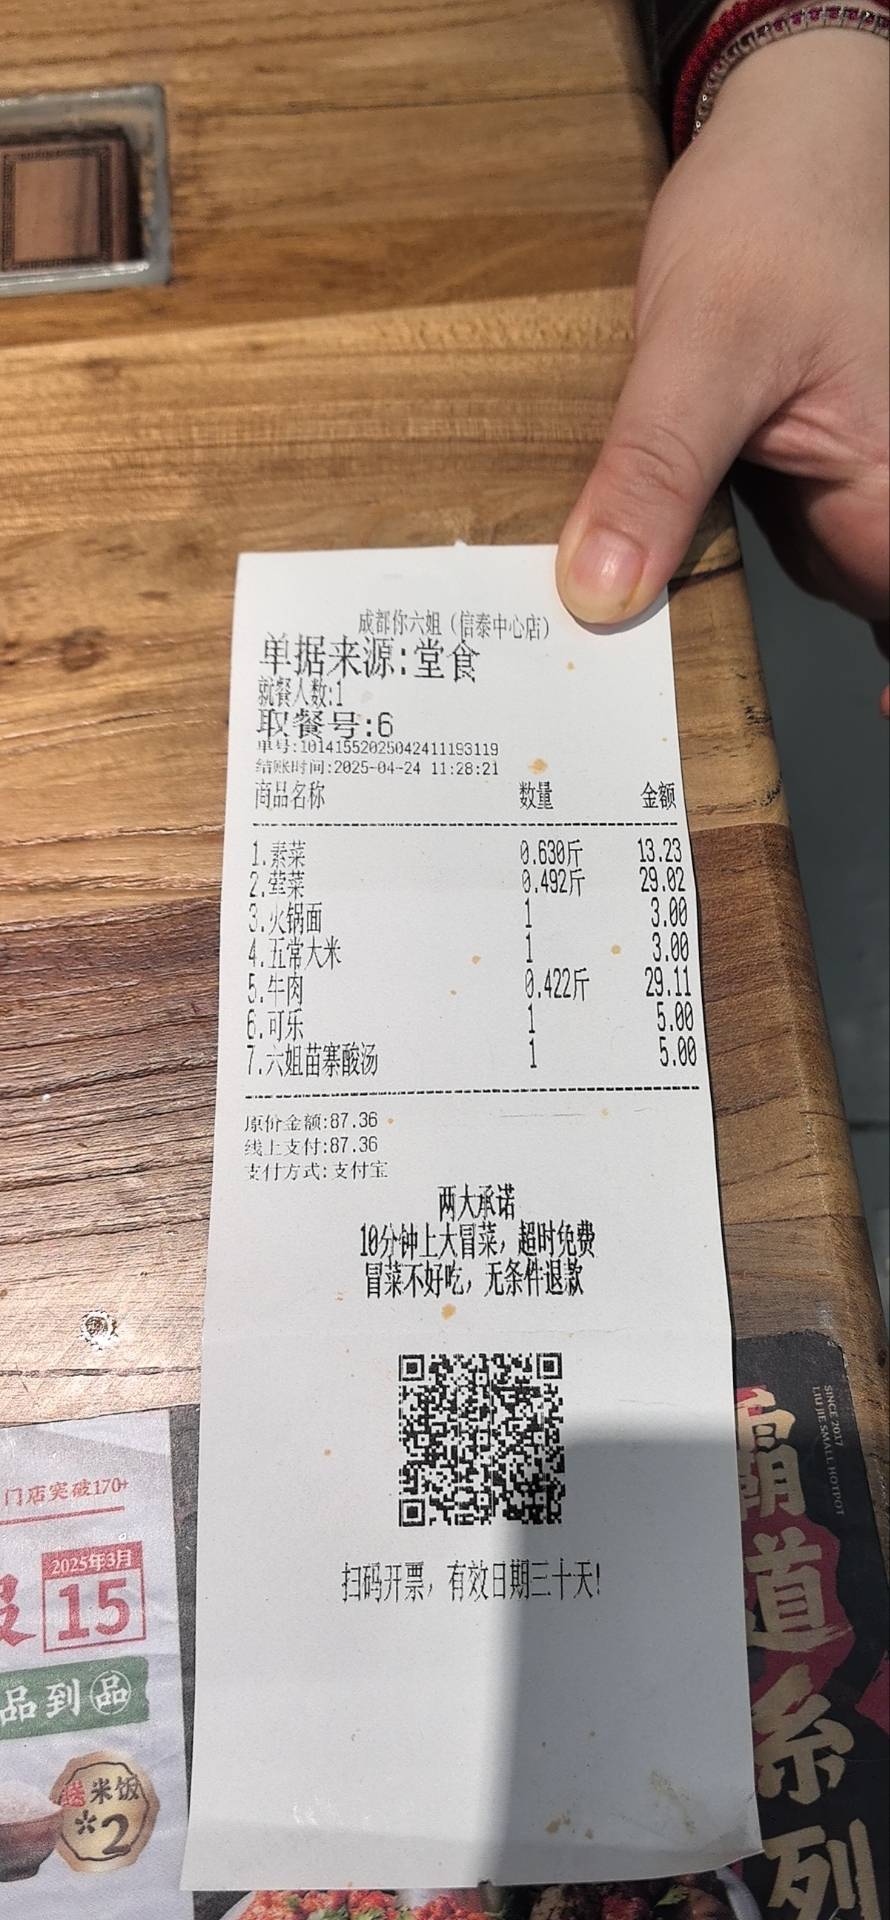 成都你六姐（信泰中心店）
单据来源:堂食
就餐人数:1
取餐号:6
单号:10141552025042411193119
结账时间:2025-04-24 11:28:21
商品名称 数量 金额
1.素菜 0.630斤 13.23
2.荤菜 0.492斤 29.02
3.火锅面 1 3.00
4.五常大米 1 3.00
5.牛肉 0.422斤 29.11
6.可乐 1 5.00
7.六姐苗寨酸汤 1 5.00
原价金额:87.36
线上支付:87.36
支付方式:支付宝
两大承诺
10分钟上大冒菜，超时免费
冒菜不好吃，无条件退款
扫码开票，有效日期三十天!
门店突破170+
2025年3月
15
品到品
送米饭
*2
SINCE 2017
LIU JIE SMALL HOTPOT
霸道系列